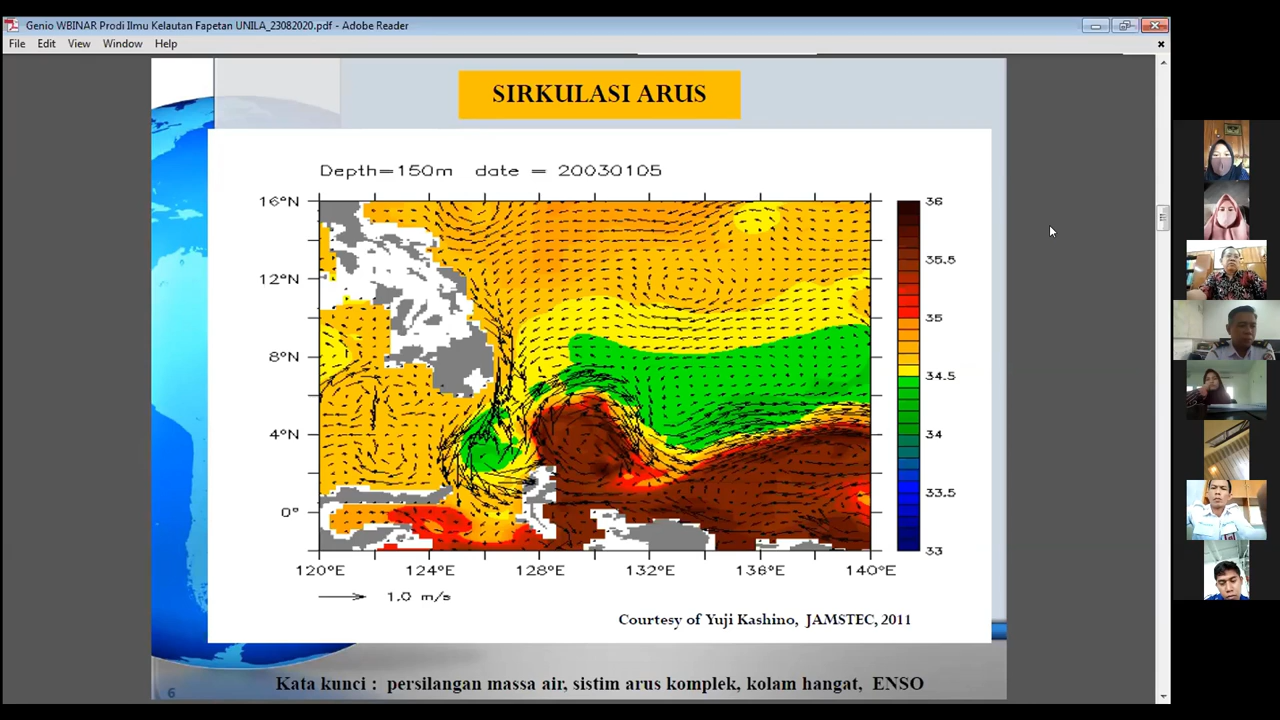 Genio WBINAR Prodi Ilmu Kelautan Fapetan UNILA_23082020.pdf - Adobe Reader
File Edit View Window Help
SIRKULASI ARUS
Depth=150m date = 20030105
16°N
12°N
8°N
4°N
0°
120°E 124°E 128°E 132°E 136°E 140°E
36
35.5
35
34.5
34
33.5
33
1.0 m/s
Courtesy of Yuji Kashino, JAMSTEC, 2011
6
Kata kunci : persilangan massa air, sistim arus komplek, kolam hangat, ENSO